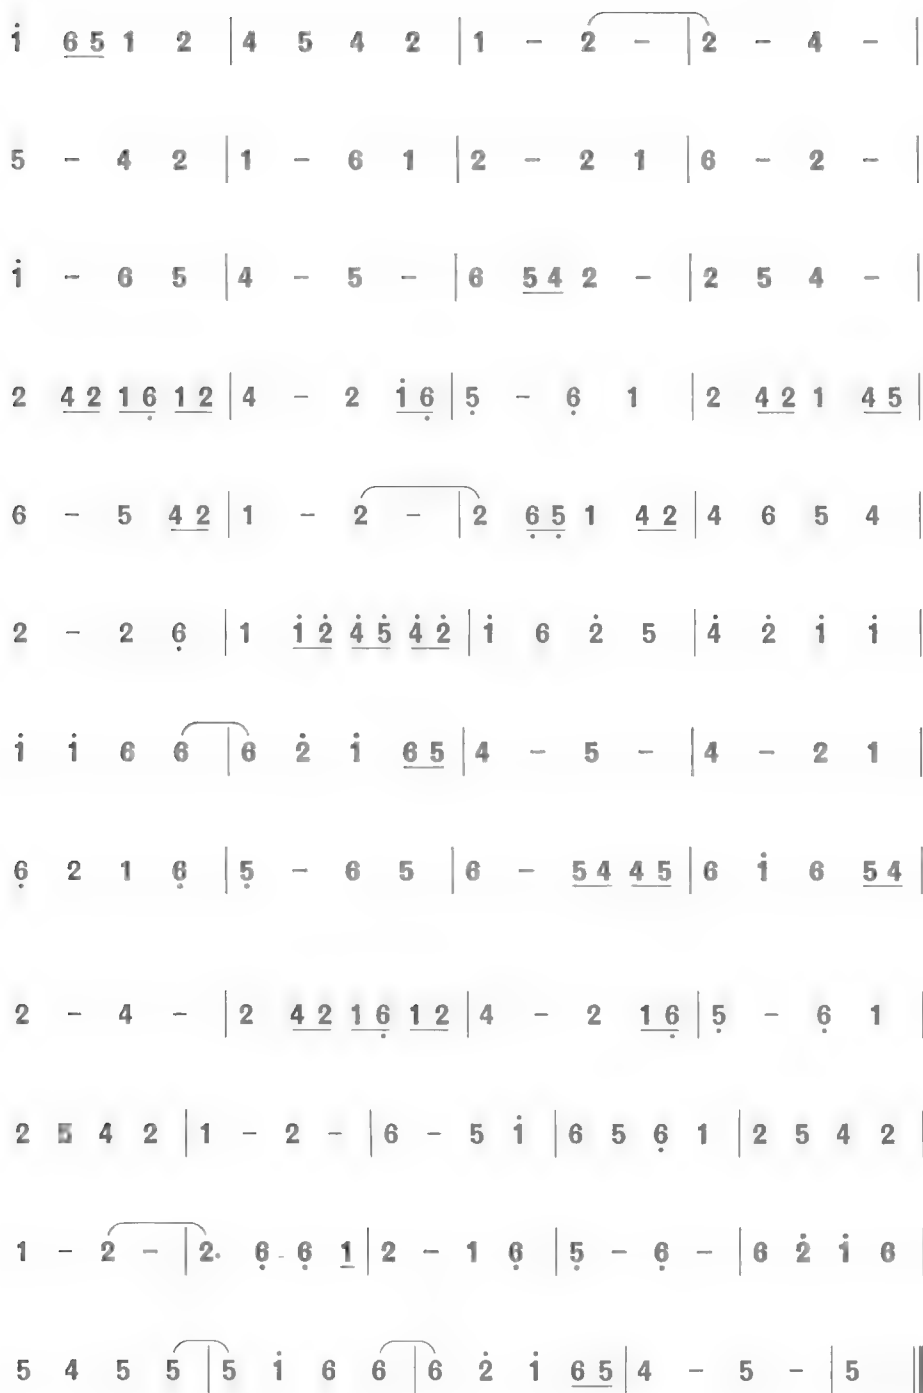 1̇ 6 5 1 2 | 4 5 4 2 | 1 - 2 - | 2 - 4 - |
5 - 4 2 | 1 - 6 1 | 2 - 2 1 | 6 - 2 - |
1̇ - 6 5 | 4 - 5 - | 6 5 4 2 - | 2 5 4 - |
2 4 2 1 6̣ 1 2 | 4 - 2 1̇ 6̣ | 5̣ - 6̣ 1 | 2 4 2 1 4 5 |
6 - 5 4 2 | 1 - 2 - | 2 6̣ 5̣ 1 4 2 | 4 6 5 4 |
2 - 2 6̣ | 1 1̇ 2̇ 4̇ 5̇ 4̇ 2̇ | 1̇ 6 2̇ 5 | 4̇ 2̇ 1̇ 1̇ |
1̇ 1̇ 6 6 | 6 2̇ 1̇ 6 5 | 4 - 5 - | 4 - 2 1 |
6̣ 2 1 6̣ | 5̣ - 6 5 | 6 - 5 4 4 5 | 6 1̇ 6 5 4 |
2 - 4 - | 2 4 2 1 6̣ 1 2 | 4 - 2 1 6̣ | 5̣ - 6̣ 1 |
2 5 4 2 | 1 - 2 - | 6 - 5 1̇ | 6 5 6̣ 1 | 2 5 4 2 |
1 - 2 - | 2. 6̣ - 6̣ 1 | 2 - 1 6̣ | 5̣ - 6̣ - | 6 2̇ 1̇ 6 |
5 4 5 5 | 5 1̇ 6 6 | 6 2̇ 1̇ 6 5 | 4 - 5 - | 5 ‖